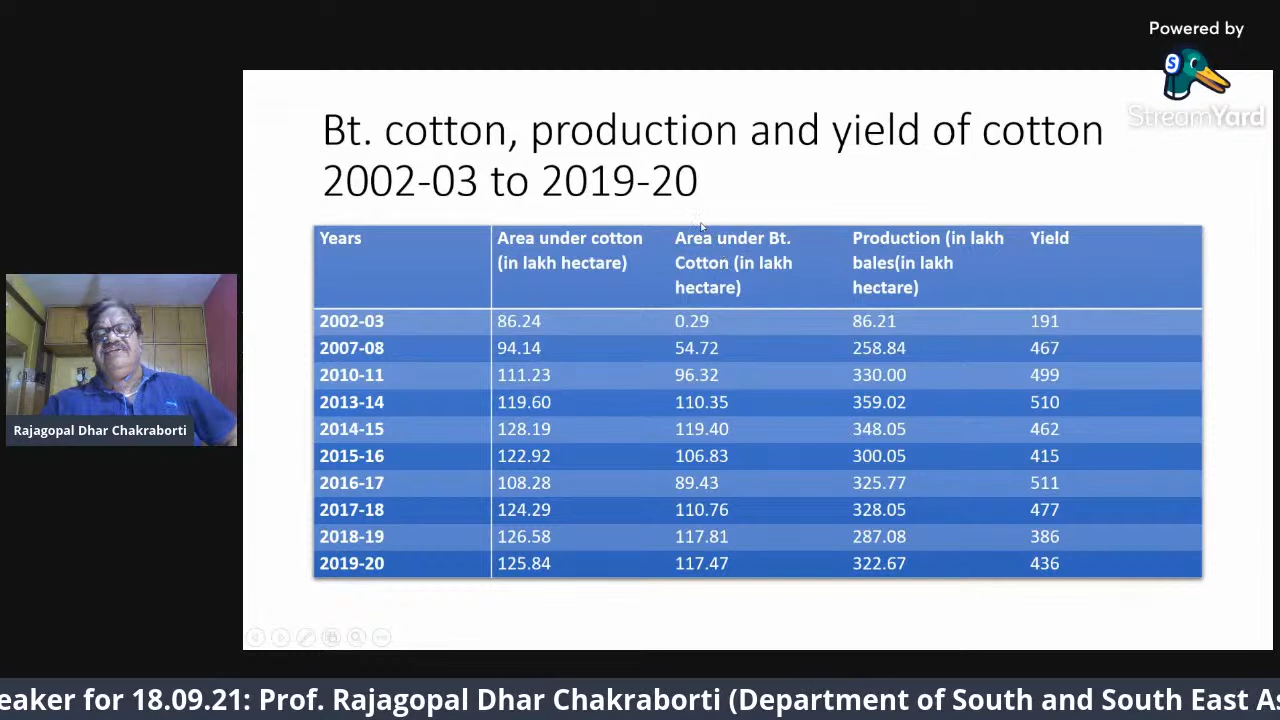 Powered by
S
StreamYard
Bt. cotton, production and yield of cotton
2002-03 to 2019-20
Years
Area under cotton
(in lakh hectare)
Area under Bt.
Cotton (in lakh
hectare)
Production (in lakh
bales(in lakh
hectare)
Yield
2002-03 86.24 0.29 86.21 191
2007-08 94.14 54.72 258.84 467
2010-11 111.23 96.32 330.00 499
2013-14 119.60 110.35 359.02 510
2014-15 128.19 119.40 348.05 462
2015-16 122.92 106.83 300.05 415
2016-17 108.28 89.43 325.77 511
2017-18 124.29 110.76 328.05 477
2018-19 126.58 117.81 287.08 386
2019-20 125.84 117.47 322.67 436
Rajagopal Dhar Chakraborti
eaker for 18.09.21: Prof. Rajagopal Dhar Chakraborti (Department of South and South East As